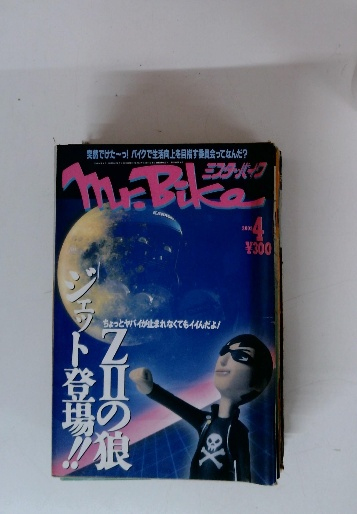 笑顔でけた〜っ! バイクで生活向上を目指す委員会ってなんだ?
Mr.Bike
ミスター・バイク
4
¥300
ちょっとヤバイが止まれなくてもイイんだよ!
ZⅡの狼
ジェット登場!!